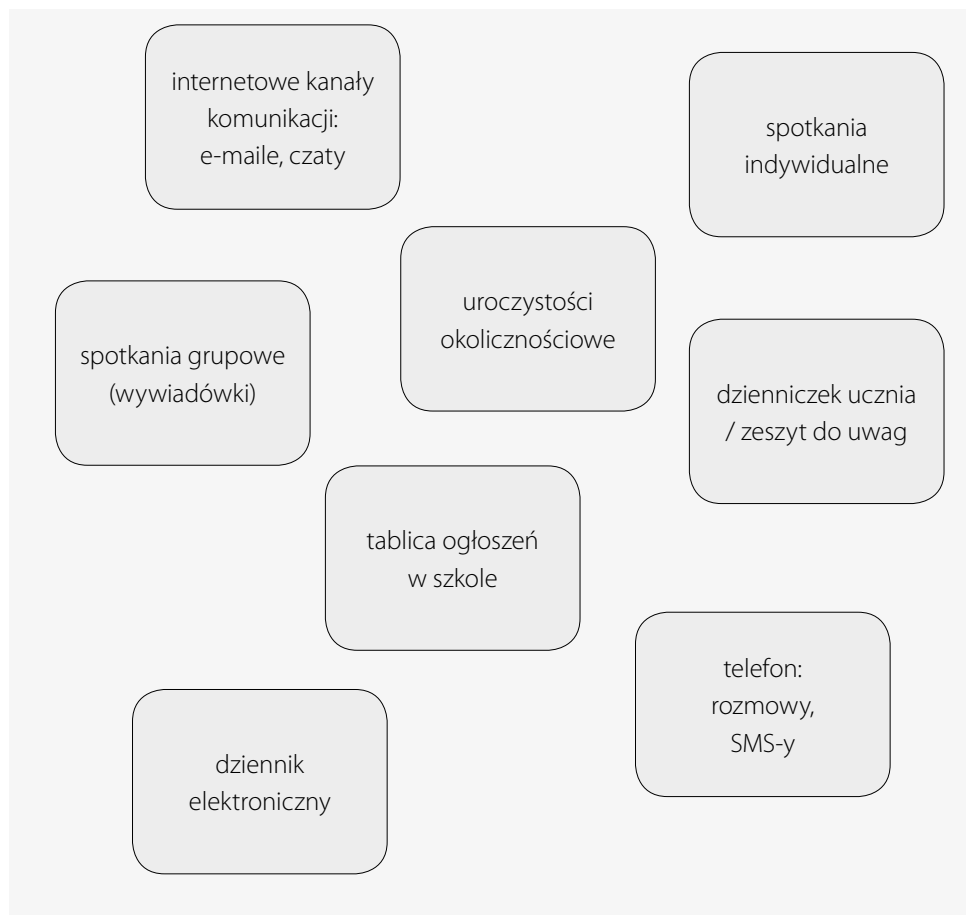 internetowe kanały
komunikacji:
e-maile, czaty
spotkania
indywidualne
uroczystości
okolicznościowe
spotkania grupowe
(wywiadówki)
dzienniczek ucznia
/ zeszyt do uwag
tablica ogłoszeń
w szkole
telefon:
rozmowy,
SMS-y
dziennik
elektroniczny